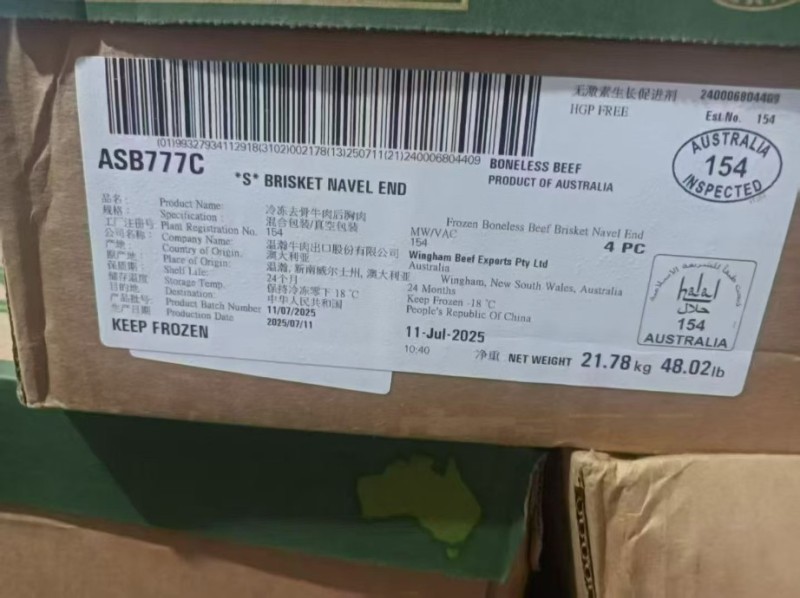 无激素生长促进剂 240006804409
HGP FREE Est.No. 154
(01)99327934112918(3102)002178(13)250711(21)240006804409
ASB777C
*S* BRISKET NAVEL END
BONELESS BEEF
PRODUCT OF AUSTRALIA
AUSTRALIA
154
INSPECTED
品名: Product Name: 冷冻去骨牛肉后胸肉 Frozen Boneless Beef Brisket Navel End
规格: Specification: 混合包装/真空包装 MW/VAC 4 PC
工厂注册号 Plant Registration No. 154 154
公司名称: Company Name: 温瀚牛肉出口股份有限公司 Wingham Beef Exports Pty Ltd
产地: Country of Origin: 澳大利亚 Australia
原产地: Place of Origin: 温瀚, 新南威尔士州, 澳大利亚 Wingham, New South Wales, Australia
保质期: Shelf Life: 24个月 24 Months
储存温度 Storage Temp: 保持冷冻零下 18 °C Keep Frozen -18 °C
目的地: Destination: 中华人民共和国 People's Republic Of China
产品批号: Product Batch Number 11/07/2025
生产日期 Production Date 2025/07/11
KEEP FROZEN
11-Jul-2025
10:40
净重 NET WEIGHT 21.78 kg 48.02lb
halal
حلال
154
AUSTRALIA